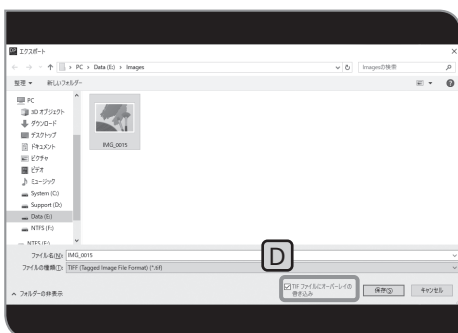 エクスポート
PC > Data (E:) > Images
Imagesの検索
整理
新しいフォルダー
PC
3D オブジェクト
ダウンロード
デスクトップ
ドキュメント
ピクチャ
ビデオ
ミュージック
System (C:)
Support (D:)
Data (E:)
NTFS (F:)
NTFS (F:)
IMG_0015
ファイル名(N): IMG_0015
ファイルの種類(T): TIFF (Tagged Image File Format) (*.tif)
D
フォルダーの非表示
TIF ファイルにオーバーレイの
書き込み
保存(S)
キャンセル